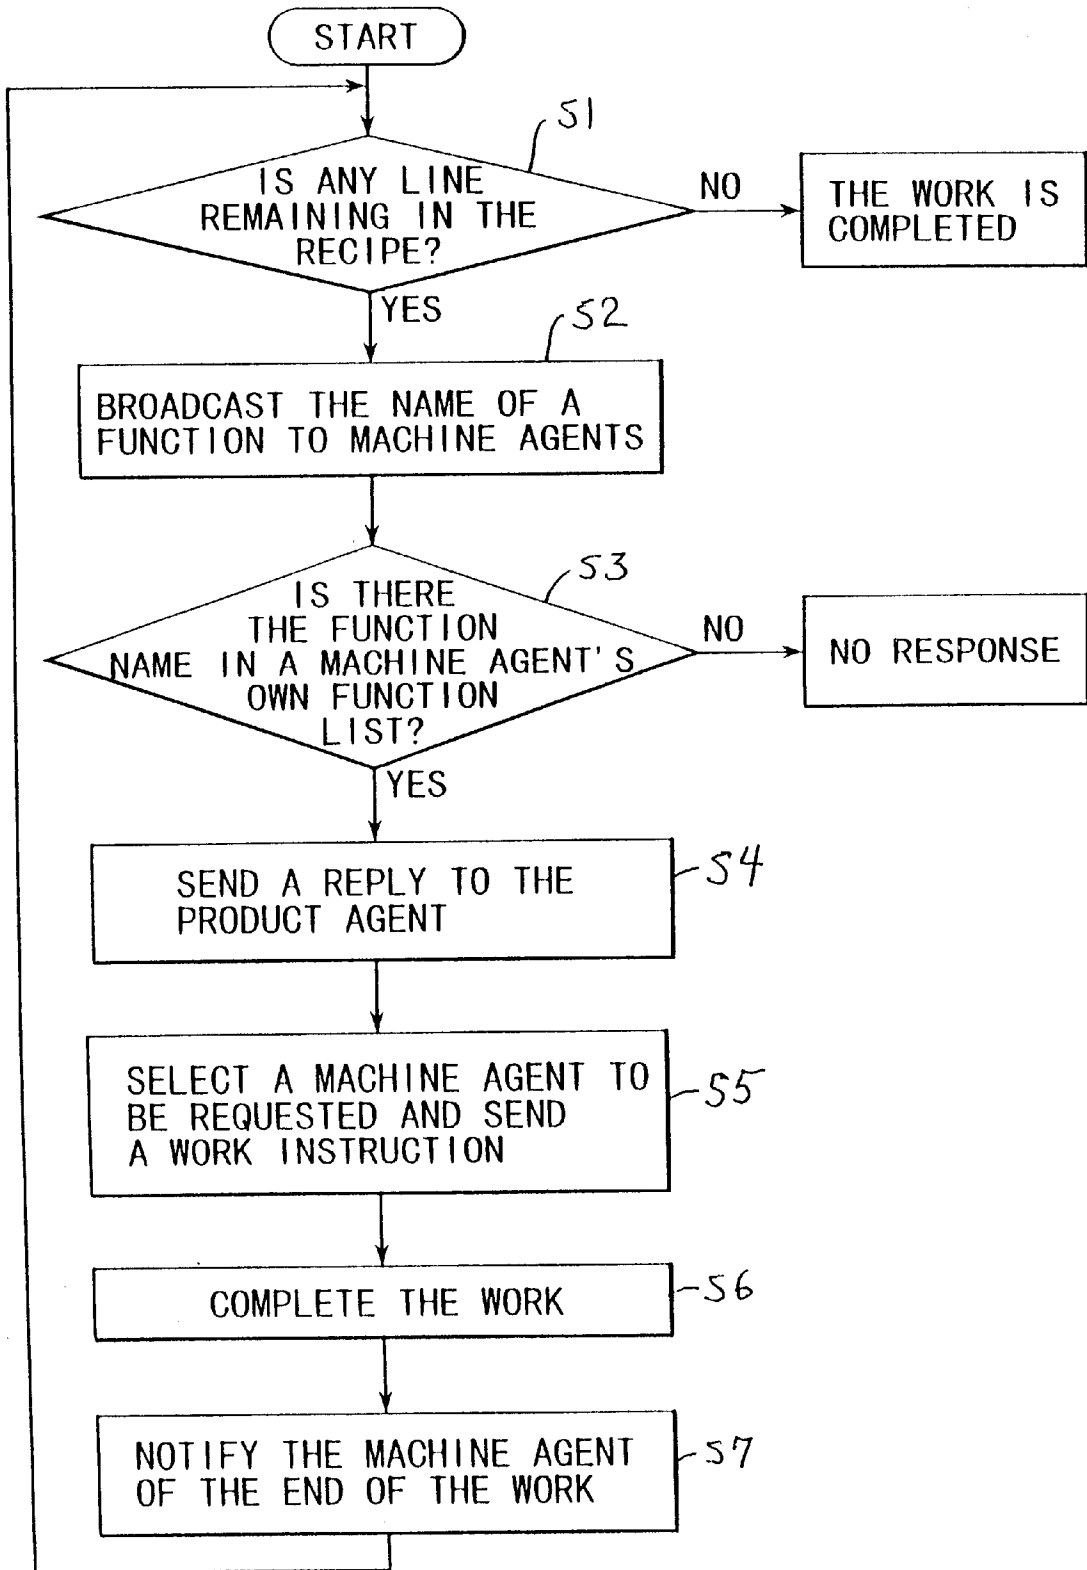 START
S1
IS ANY LINE
REMAINING IN THE
RECIPE?
NO
THE WORK IS
COMPLETED
YES
S2
BROADCAST THE NAME OF A
FUNCTION TO MACHINE AGENTS
S3
IS THERE
THE FUNCTION
NAME IN A MACHINE AGENT'S
OWN FUNCTION
LIST?
NO
NO RESPONSE
YES
S4
SEND A REPLY TO THE
PRODUCT AGENT
S5
SELECT A MACHINE AGENT TO
BE REQUESTED AND SEND
A WORK INSTRUCTION
S6
COMPLETE THE WORK
S7
NOTIFY THE MACHINE AGENT
OF THE END OF THE WORK